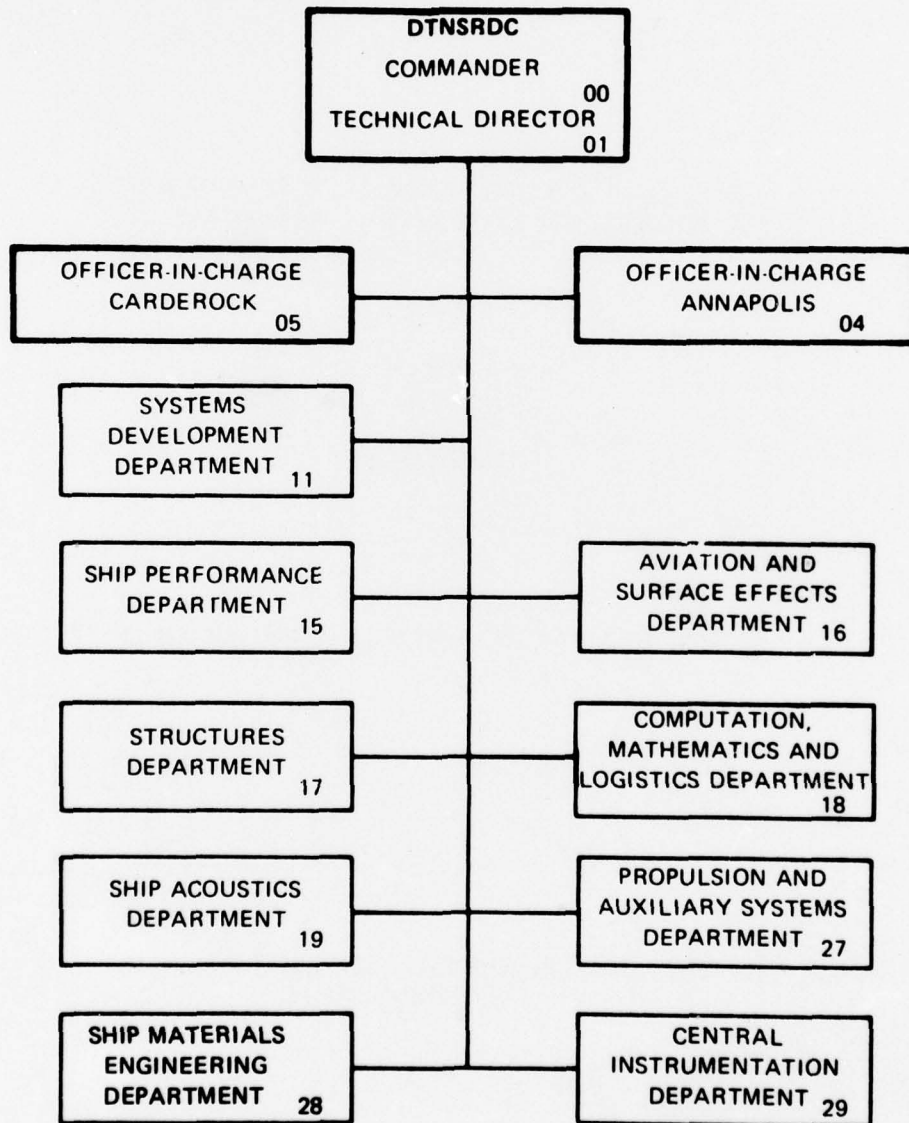 DTNSRDC
COMMANDER
00
TECHNICAL DIRECTOR
01
OFFICER-IN-CHARGE
CARDEROCK
05
OFFICER-IN-CHARGE
ANNAPOLIS
04
SYSTEMS
DEVELOPMENT
DEPARTMENT
11
SHIP PERFORMANCE
DEPARTMENT
15
AVIATION AND
SURFACE EFFECTS
DEPARTMENT
16
STRUCTURES
DEPARTMENT
17
COMPUTATION,
MATHEMATICS AND
LOGISTICS DEPARTMENT
18
SHIP ACOUSTICS
DEPARTMENT
19
PROPULSION AND
AUXILIARY SYSTEMS
DEPARTMENT
27
SHIP MATERIALS
ENGINEERING
DEPARTMENT
28
CENTRAL
INSTRUMENTATION
DEPARTMENT
29